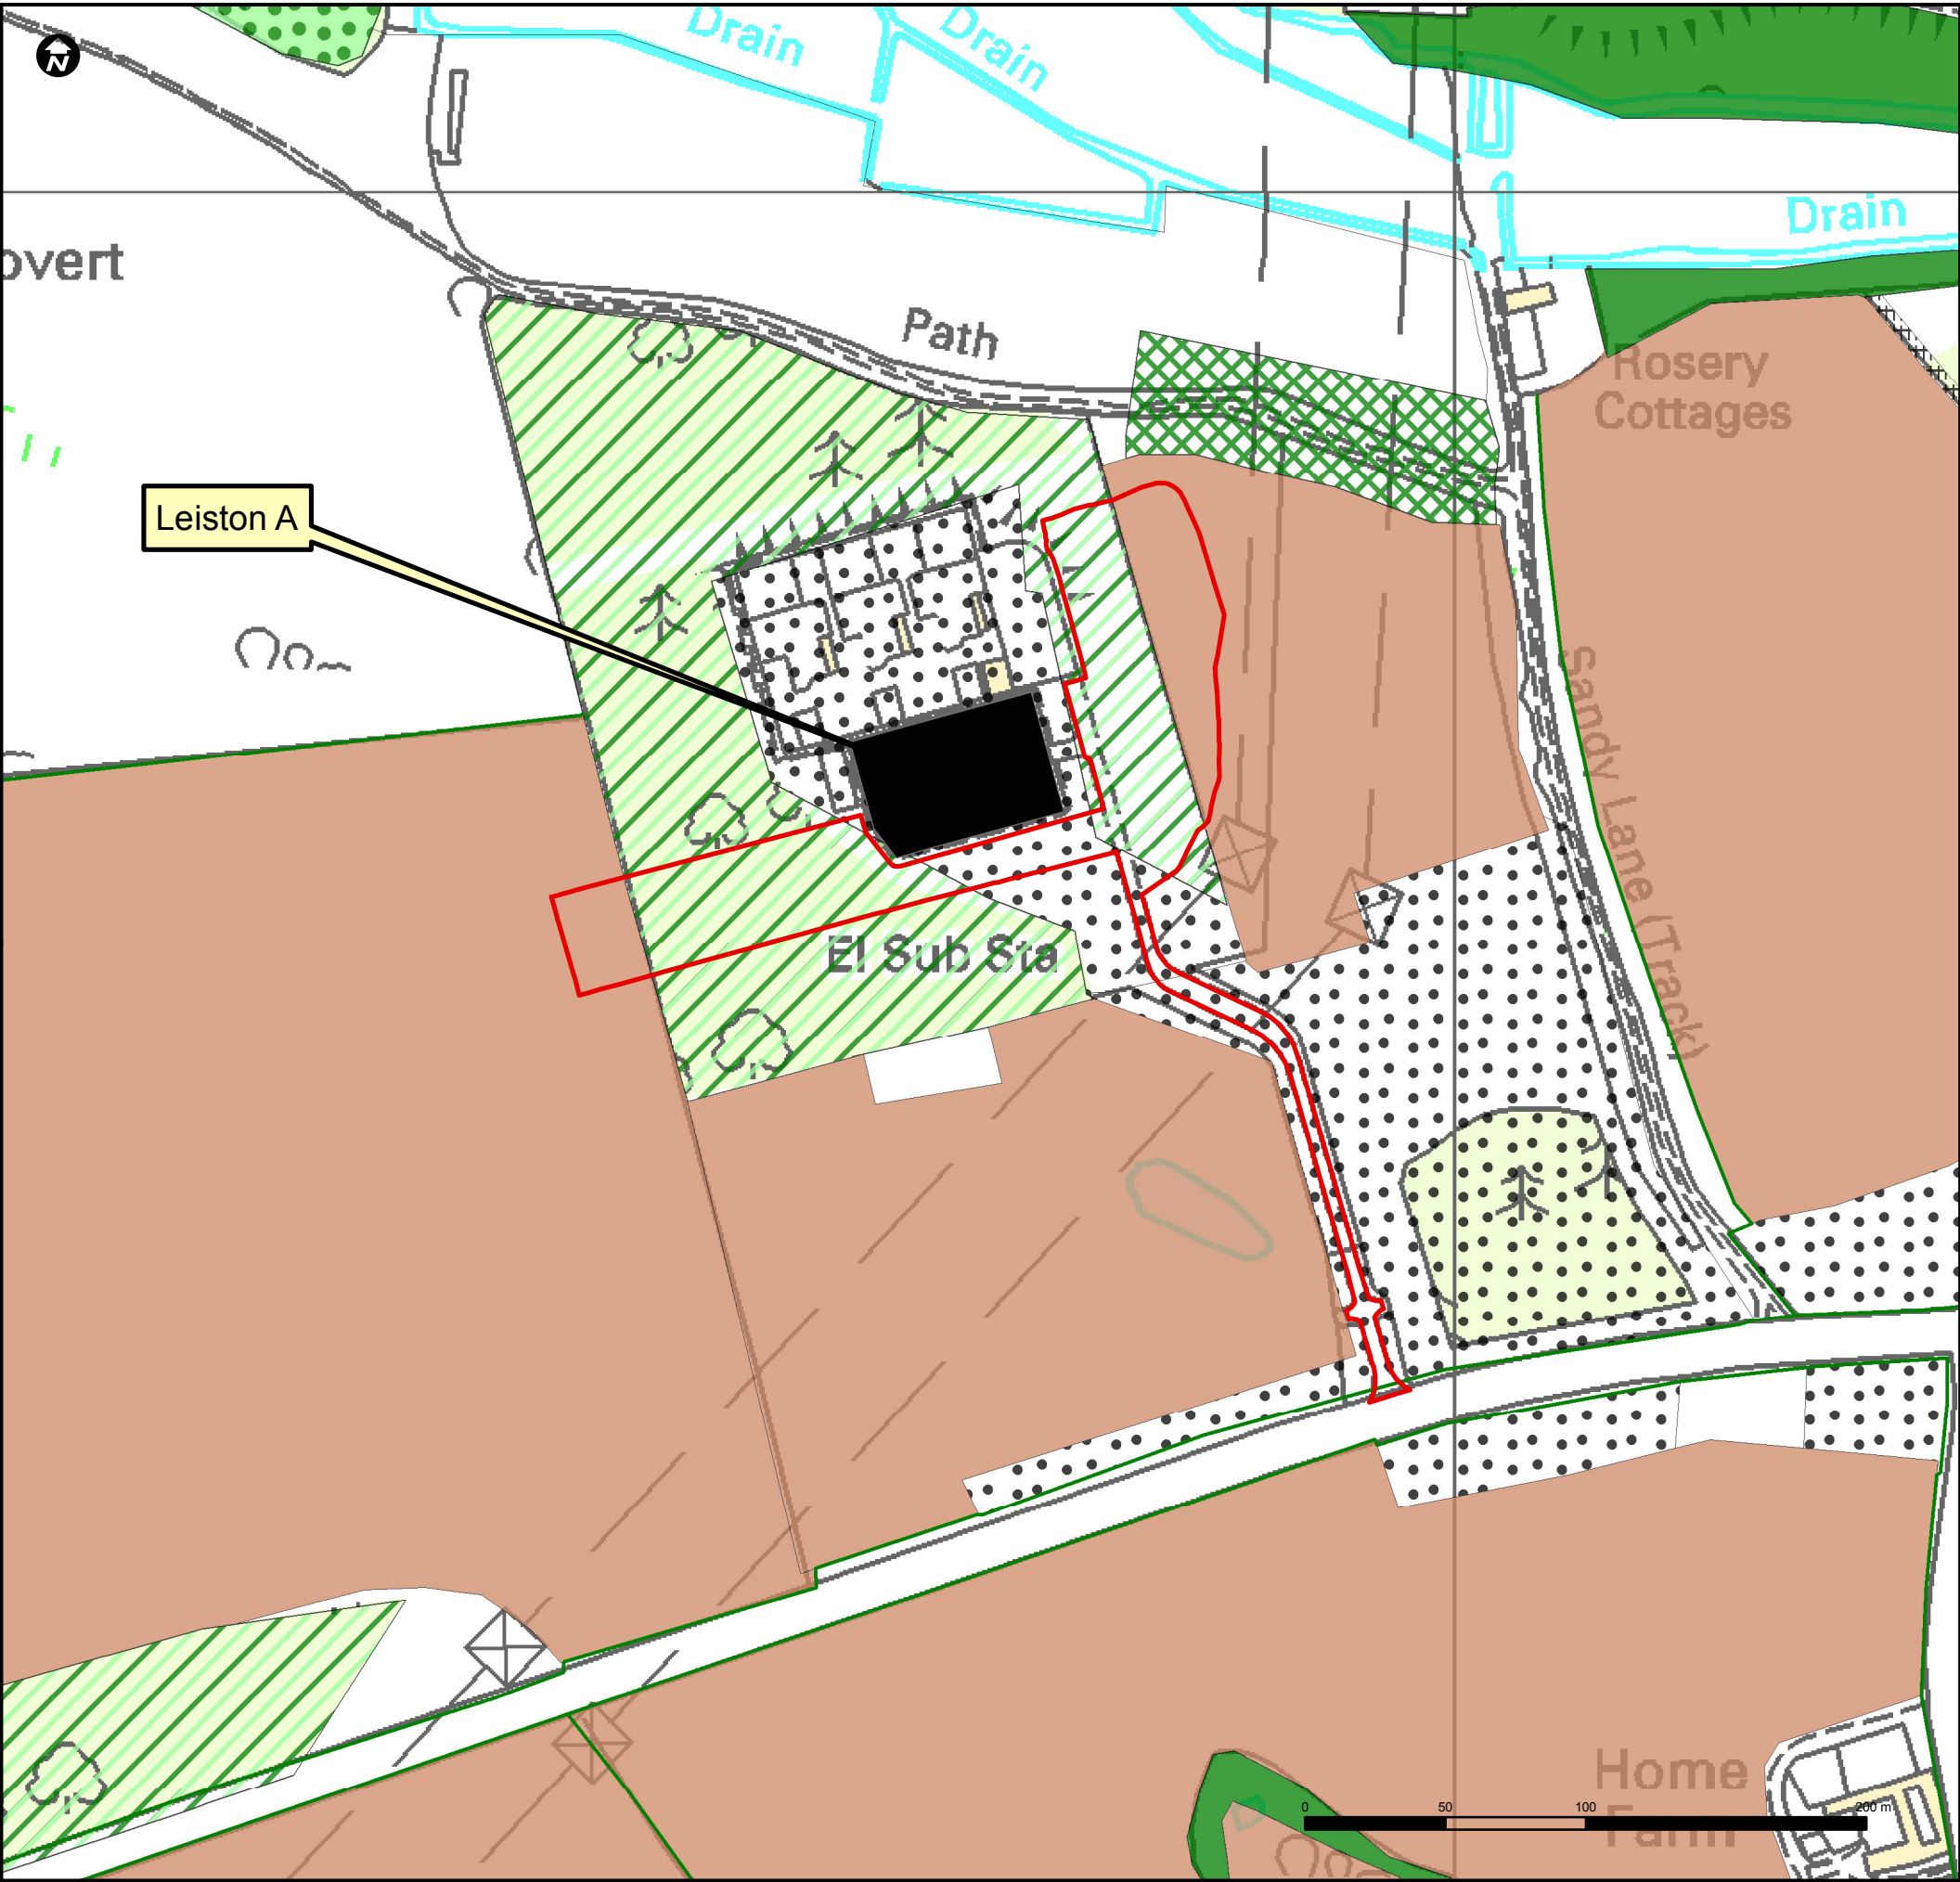 Drain
Drain
N
Drain
overt
Path
Rosery
Cottages
Leiston A
Sandy Lane (Track)
El Sub Sta
Home
Farm
0 50 100 200 m